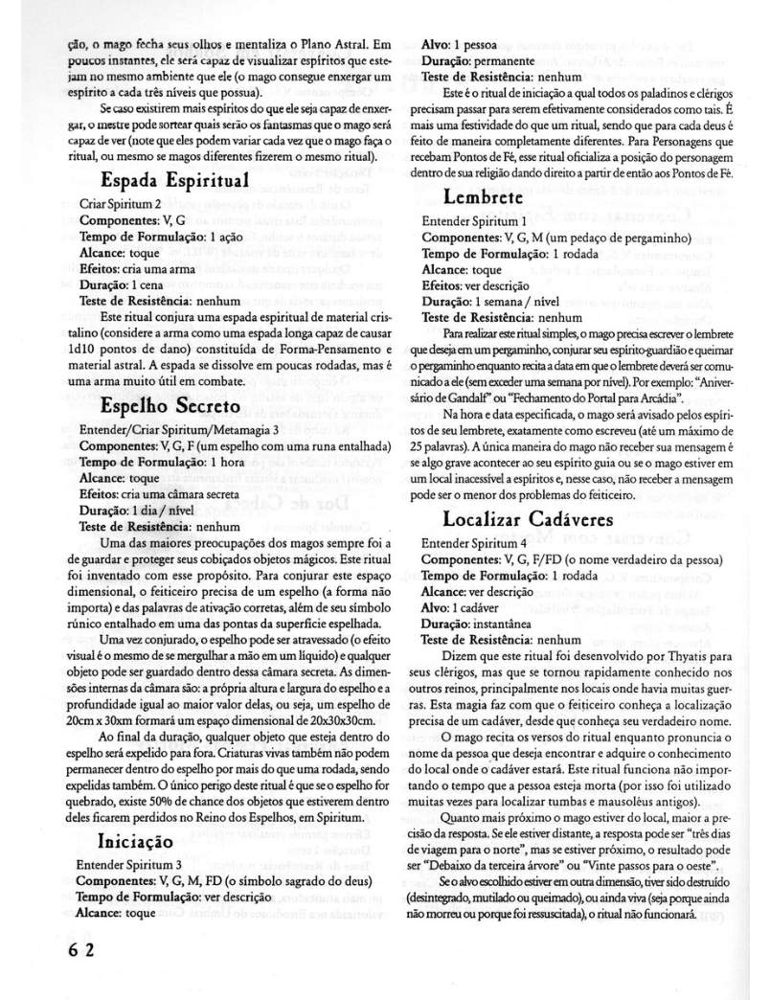 ção, o mago fecha seus olhos e mentaliza o Plano Astral. Em
poucos instantes, ele será capaz de visualizar espíritos que este-
jam no mesmo ambiente que ele (o mago consegue enxergar um
espírito a cada três níveis que possua).
Se caso existirem mais espíritos do que ele seja capaz de enxer-
gar, o mestre pode sortear quais serão os fantasmas que o mago será
capaz de ver (note que eles podem variar cada vez que o mago faça o
ritual, ou mesmo se magos diferentes fizerem o mesmo ritual).
Espada Espiritual
Criar Spiritum 2
Componentes: V, G
Tempo de Formulação: 1 ação
Alcance: toque
Efeitos: cria uma arma
Duração: 1 cena
Teste de Resistência: nenhum
Este ritual conjura uma espada espiritual de material cris-
talino (considere a arma como uma espada longa capaz de causar
1d10 pontos de dano) constituída de Forma-Pensamento e
material astral. A espada se dissolve em poucas rodadas, mas é
uma arma muito útil em combate.
Espelho Secreto
Entender/Criar Spiritum/Metamagia 3
Componentes: V, G, F (um espelho com uma runa entalhada)
Tempo de Formulação: 1 hora
Alcance: toque
Efeitos: cria uma câmara secreta
Duração: 1 dia / nível
Teste de Resistência: nenhum
Uma das maiores preocupações dos magos sempre foi a
de guardar e proteger seus cobiçados objetos mágicos. Este ritual
foi inventado com esse propósito. Para conjurar este espaço
dimensional, o feiticeiro precisa de um espelho (a forma não
importa) e das palavras de ativação corretas, além de seu símbolo
rúnico entalhado em uma das pontas da superfície espelhada.
Uma vez conjurado, o espelho pode ser atravessado (o efeito
visual é o mesmo de se mergulhar a mão em um líquido) e qualquer
objeto pode ser guardado dentro dessa câmara secreta. As dimen-
sões internas da câmara são: a própria altura e largura do espelho e a
profundidade igual ao maior valor delas, ou seja, um espelho de
20cm x 30xm formará um espaço dimensional de 20x30x30cm.
Ao final da duração, qualquer objeto que esteja dentro do
espelho será expelido para fora. Criaturas vivas também não podem
permanecer dentro do espelho por mais do que uma rodada, sendo
expelidas também. O único perigo deste ritual é que se o espelho for
quebrado, existe 50% de chance dos objetos que estiverem dentro
deles ficarem perdidos no Reino dos Espelhos, em Spiritum.
Iniciação
Entender Spiritum 3
Componentes: V, G, M, FD (o símbolo sagrado do deus)
Tempo de Formulação: ver descrição
Alcance: toque
62
Alvo: 1 pessoa
Duração: permanente
Teste de Resistência: nenhum
Este é o ritual de iniciação a qual todos os paladinos e clérigos
precisam passar para serem efetivamente considerados como tais. É
mais uma festividade do que um ritual, sendo que para cada deus é
feito de maneira completamente diferentes. Para Personagens que
recebam Pontos de Fé, esse ritual oficializa a posição do personagem
dentro de sua religião dando direito a partir de então aos Pontos de Fé.
Lembrete
Entender Spiritum 1
Componentes: V, G, M (um pedaço de pergaminho)
Tempo de Formulação: 1 rodada
Alcance: toque
Efeitos: ver descrição
Duração: 1 semana / nível
Teste de Resistência: nenhum
Para realizar este ritual simples, o mago precisa escrever o lembrete
que deseja em um pergaminho, conjurar seu espírito-guardião e queimar
o pergaminho enquanto recita a data em que o lembrete deverá ser comu-
nicado a ele (sem exceder uma semana por nível). Por exemplo: "Aniver-
sário de Gandalf" ou "Fechamento do Portal para Arcádia".
Na hora e data especificada, o mago será avisado pelos espíri-
tos de seu lembrete, exatamente como escreveu (até um máximo de
25 palavras). A única maneira do mago não receber sua mensagem é
se algo grave acontecer ao seu espírito guia ou se o mago estiver em
um local inacessível a espíritos e, nesse caso, não receber a mensagem
pode ser o menor dos problemas do feiticeiro.
Localizar Cadáveres
Entender Spiritum 4
Componentes: V, G, F/FD (o nome verdadeiro da pessoa)
Tempo de Formulação: 1 rodada
Alcance: ver descrição
Alvo: 1 cadáver
Duração: instantânea
Teste de Resistência: nenhum
Dizem que este ritual foi desenvolvido por Thyatis para
seus clérigos, mas que se tornou rapidamente conhecido nos
outros reinos, principalmente nos locais onde havia muitas guer-
ras. Esta magia faz com que o feiticeiro conheça a localização
precisa de um cadáver, desde que conheça seu verdadeiro nome.
O mago recita os versos do ritual enquanto pronuncia o
nome da pessoa que deseja encontrar e adquire o conhecimento
do local onde o cadáver estará. Este ritual funciona não impor-
tando o tempo que a pessoa esteja morta (por isso foi utilizado
muitas vezes para localizar tumbas e mausoléus antigos).
Quanto mais próximo o mago estiver do local, maior a pre-
cisão da resposta. Se ele estiver distante, a resposta pode ser "três dias
de viagem para o norte", mas se estiver próximo, o resultado pode
ser "Debaixo da terceira árvore" ou "Vinte passos para o oeste".
Se o alvo escolhido estiver em outra dimensão, tiver sido destruído
(desintegrado, mutilado ou queimado), ou ainda viva (seja porque ainda
não morreu ou porque foi ressuscitada), o ritual não funcionará.